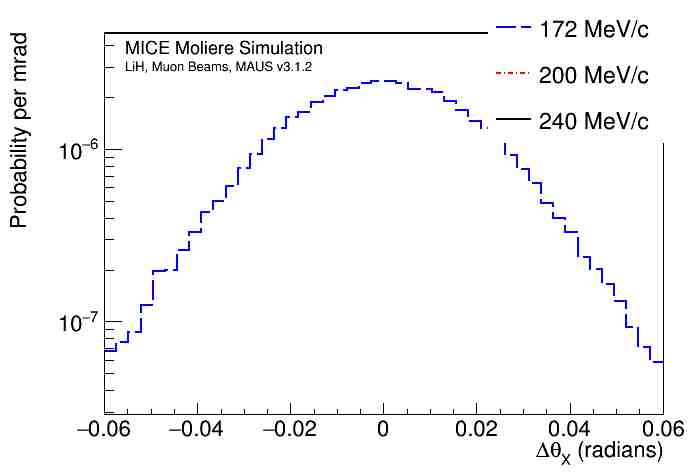 Probability per mrad
MICE Moliere Simulation
LiH, Muon Beams, MAUS v3.1.2
172 MeV/c
200 MeV/c
240 MeV/c
10⁻⁶
10⁻⁷
−0.06 −0.04 −0.02 0 0.02 0.04 0.06
Δθ_X (radians)